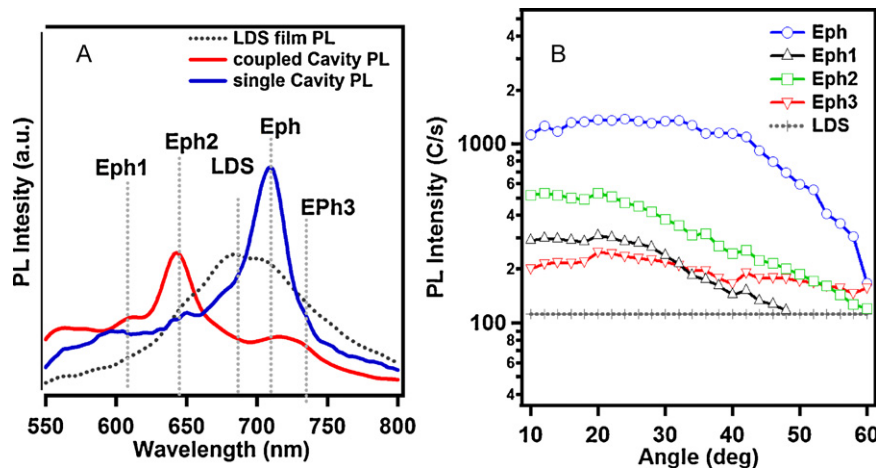 A
LDS film PL
coupled Cavity PL
single Cavity PL
Eph
Eph2
Eph1
LDS
EPh3
PL Intesity (a.u.)
550 600 650 700 750 800
Wavelength (nm)
B
Eph
Eph1
Eph2
Eph3
LDS
PL Intensity (C/s)
4
2
1000
8
6
4
2
100
8
6
4
10 20 30 40 50 60
Angle (deg)